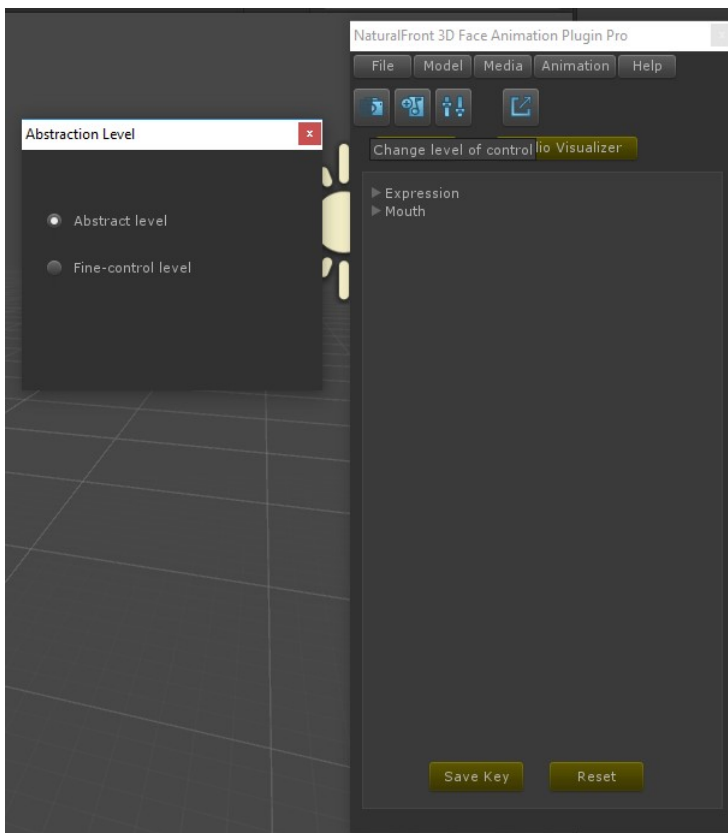 NaturalFront 3D Face Animation Plugin Pro
File Model Media Animation Help
Abstraction Level x
Change level of control lio Visualizer
Expression
Mouth
Abstract level
Fine-control level
Save Key Reset